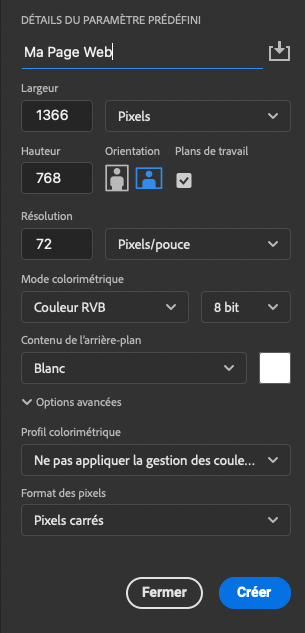 DÉTAILS DU PARAMÈTRE PRÉDÉFINI
Ma Page Web
Largeur
1366 Pixels
Hauteur Orientation Plans de travail
768
Résolution
72 Pixels/pouce
Mode colorimétrique
Couleur RVB 8 bit
Contenu de l'arrière-plan
Blanc
Options avancées
Profil colorimétrique
Ne pas appliquer la gestion des coule...
Format des pixels
Pixels carrés
Fermer Créer